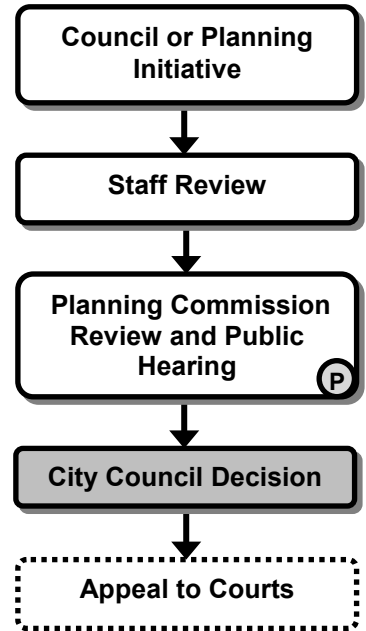 Council or Planning
Initiative
Staff Review
Planning Commission
Review and Public
Hearing
P
City Council Decision
Appeal to Courts